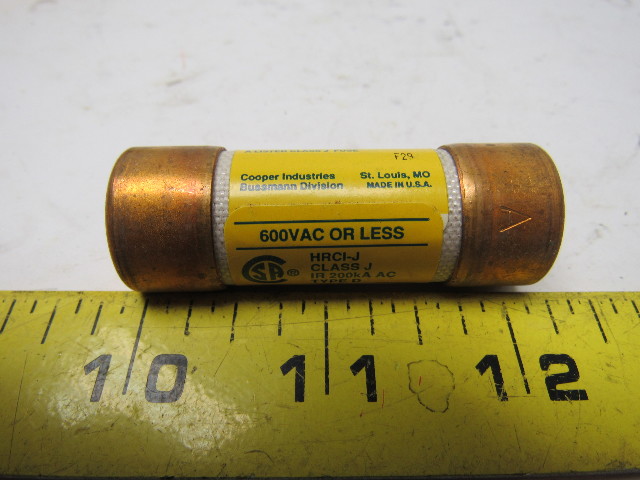 F29
Cooper Industries St. Louis, MO
Bussmann Division MADE IN U.S.A.
600VAC OR LESS
HRCI-J
CLASS J
IR 200kA AC
TYPE D
10 11 12